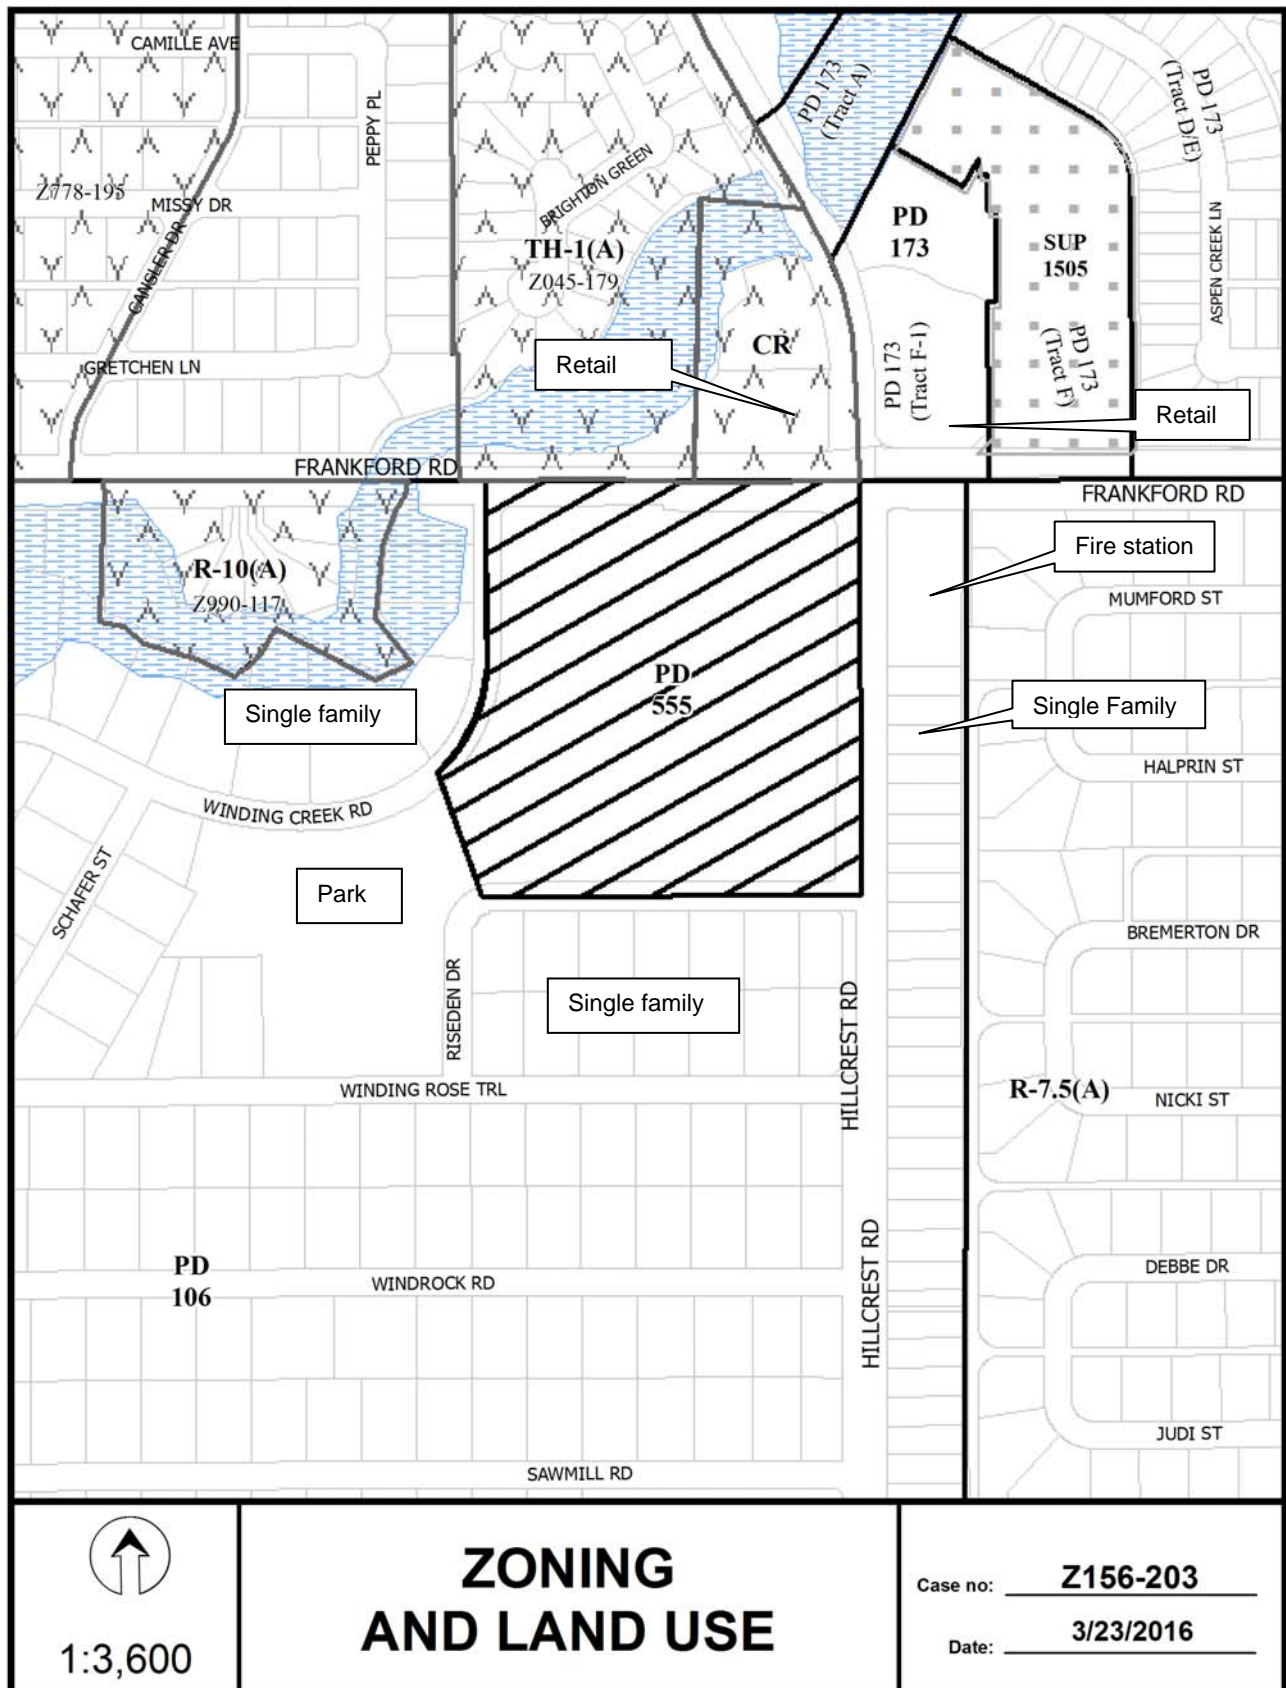 CAMILLE AVE
PEPPY PL
PD 173
(Tract A)
PD 173
(Tract D/E)
Z778-195
MISSY DR
CANSLER DR
BRIGHTON GREEN
TH-1(A)
Z045-179
PD
173
SUP
1505
ASPEN CREEK LN
GRETCHEN LN
Retail
CR
PD 173
(Tract F-1)
PD 173
(Tract F)
Retail
FRANKFORD RD
FRANKFORD RD
Fire station
R-10(A)
Z990-117
MUMFORD ST
PD
555
Single family
Single Family
HALPRIN ST
WINDING CREEK RD
SCHAFER ST
Park
BREMERTON DR
RISEDEN DR
Single family
HILLCREST RD
WINDING ROSE TRL
R-7.5(A)
NICKI ST
PD
106
WINDROCK RD
HILLCREST RD
DEBBE DR
JUDI ST
SAWMILL RD
1:3,600
ZONING
AND LAND USE
Case no: Z156-203
Date: 3/23/2016